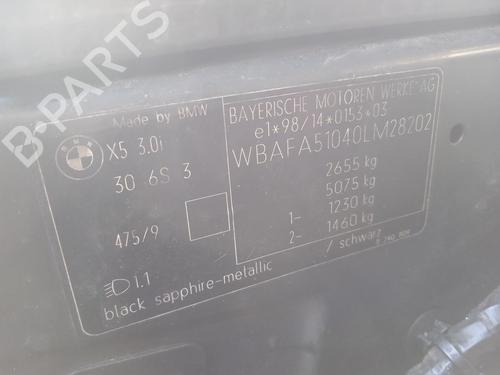 B-PARTS
Made by BMW
X5 3.0i
30 6S 3
475/9
1.1
black sapphire-metallic / schwarz
BAYERISCHE MOTOREN WERKE AG
e1*98/14*0153*03
WBAFA51040LM28202
2655 kg
5075 kg
1- 1230 kg
2- 1460 kg